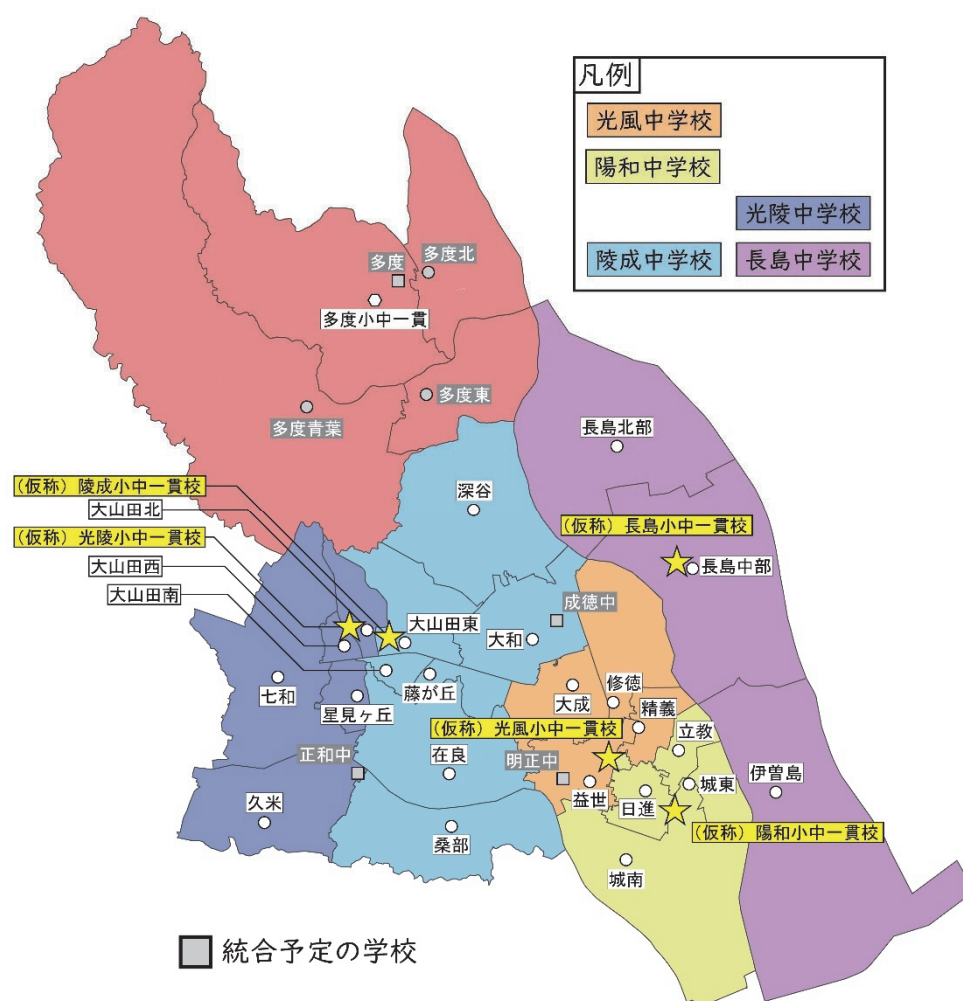 凡例
光風中学校
陽和中学校
光陵中学校
陵成中学校
長島中学校
多度
多度北
多度小中一貫
多度東
多度青葉
長島北部
深谷
(仮称) 陵成小中一貫校
大山田北
(仮称) 光陵小中一貫校
大山田西
大山田南
(仮称) 長島小中一貫校
長島中部
成徳中
大山田東
大和
七和
星見ヶ丘
藤が丘
大成
修徳
精義
(仮称) 光風小中一貫校
立教
正和中
在良
明正中
益世
日進
城東
伊曽島
久米
桑部
(仮称) 陽和小中一貫校
城南
統合予定の学校